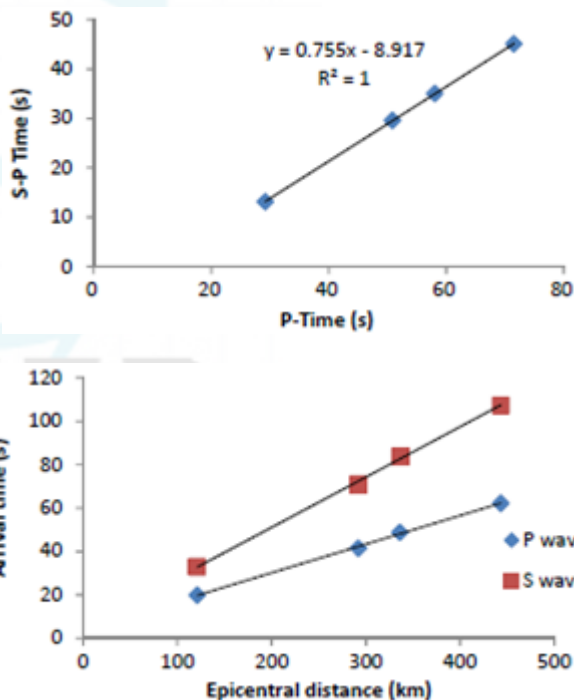 50
y = 0.755x - 8.917
R² = 1
40
30
20
10
0
S-P Time (s)
0 20 40 60 80
P-Time (s)
120
100
80
60
40
20
0
time (s)
P wav
S wav
0 100 200 300 400 500
Epicentral distance (km)